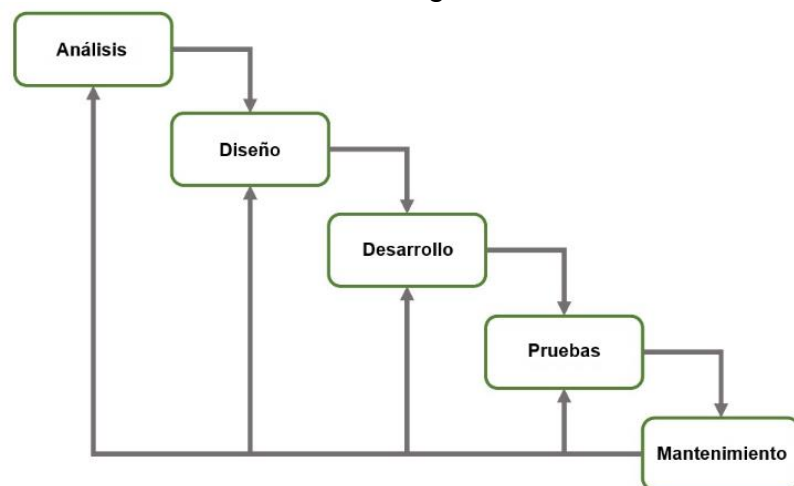 Análisis
Diseño
Desarrollo
Pruebas
Mantenimiento